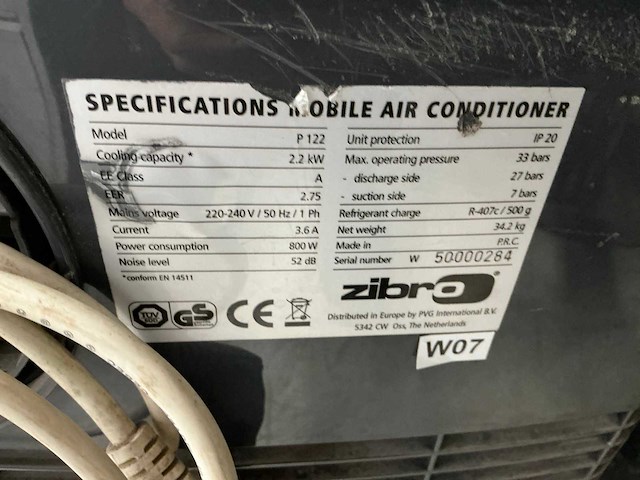 SPECIFICATIONS MOBILE AIR CONDITIONER
Model P 122
Cooling capacity * 2.2 kW
EE Class A
EER 2.75
Mains voltage 220-240 V / 50 Hz / 1 Ph
Current 3.6 A
Power consumption 800 W
Noise level 52 dB
*conform EN 14511
Unit protection IP 20
Max. operating pressure 33 bars
- discharge side 27 bars
- suction side 7 bars
Refrigerant charge R-407c / 500 g
Net weight 34.2 kg
Made in P.R.C.
Serial number W 50000284
TÜV
GS
CE
zibro
Distributed in Europe by PVG International B.V.
5342 CW Oss, The Netherlands
W07